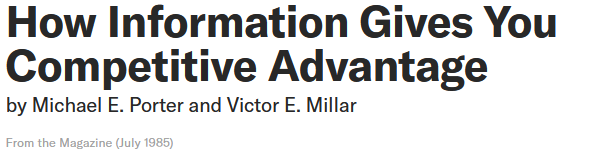 How Information Gives You
Competitive Advantage
by Michael E. Porter and Victor E. Millar
From the Magazine (July 1985)